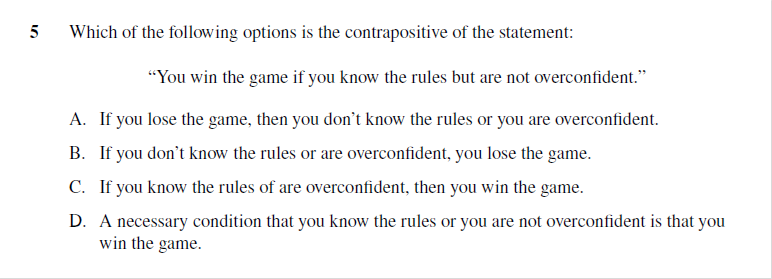 5 Which of the following options is the contrapositive of the statement:
“You win the game if you know the rules but are not overconfident.”
A. If you lose the game, then you don’t know the rules or you are overconfident.
B. If you don’t know the rules or are overconfident, you lose the game.
C. If you know the rules of are overconfident, then you win the game.
D. A necessary condition that you know the rules or you are not overconfident is that you
win the game.